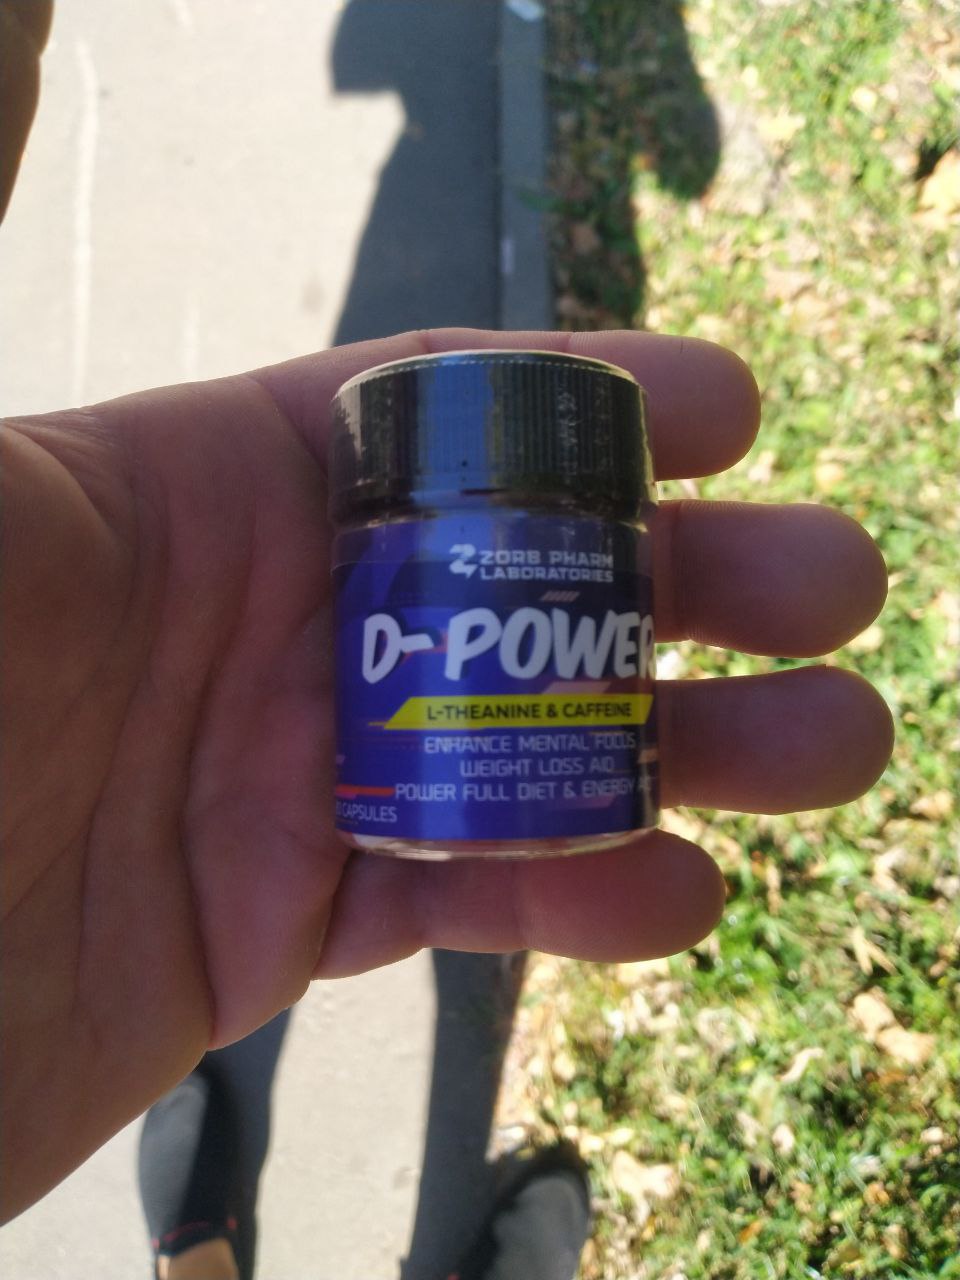 ZORB PHARM
LABORATORIES
D-POWER
L-THEANINE & CAFFEINE
ENHANCE MENTAL FOCUS
WEIGHT LOSS AID
POWER FULL DIET & ENERGY
CAPSULES